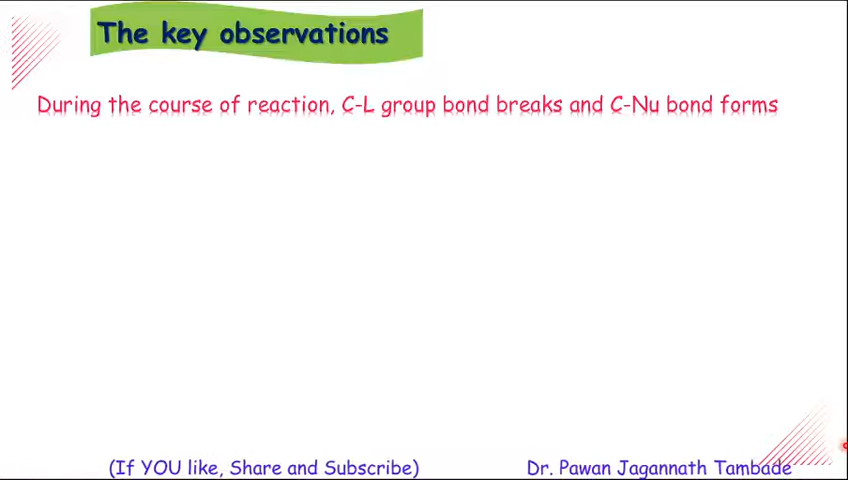 The key observations
During the course of reaction, C-L group bond breaks and C-Nu bond forms
(If YOU like, Share and Subscribe) Dr. Pawan Jagannath Tambade